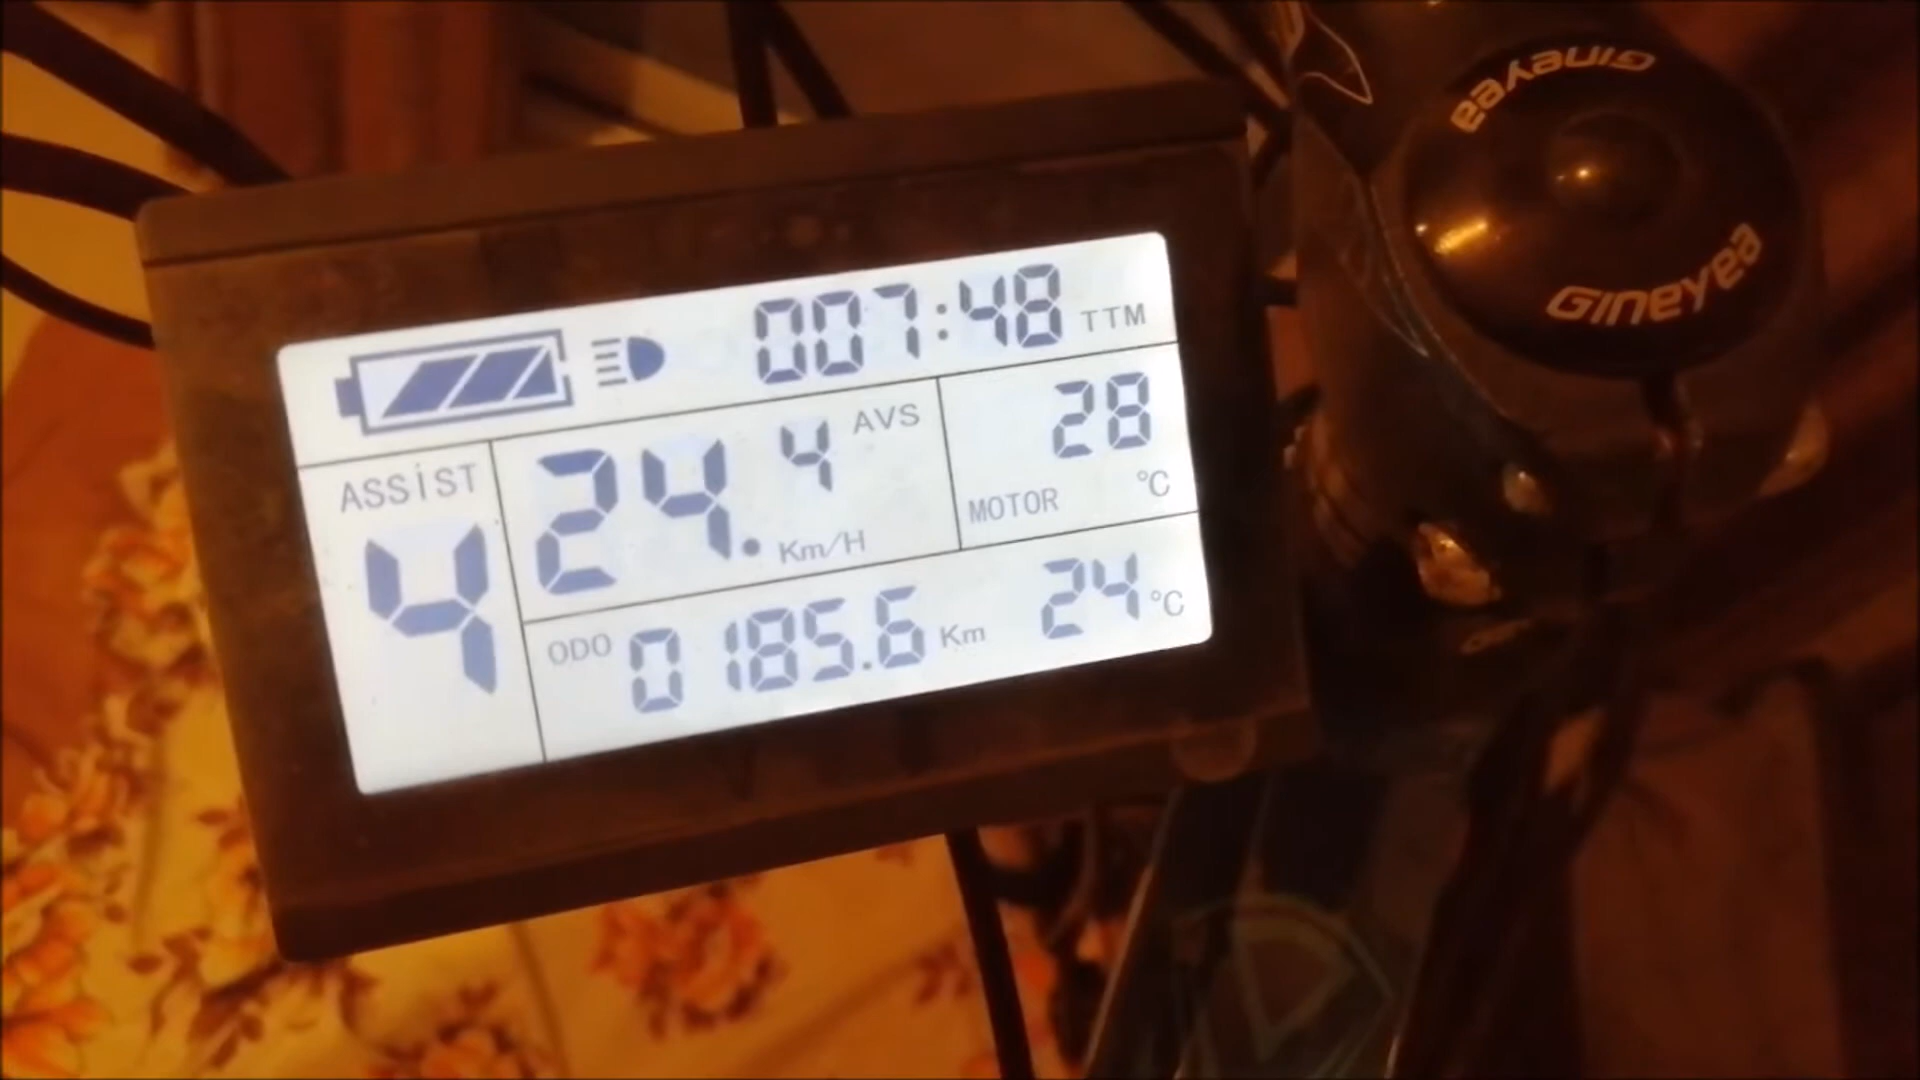 007:48 TTM
ASSIST
4
24.4 AVS
Km/H
28
°C
MOTOR
ODO 0185.6 Km
24 °C
Gineyea
Gineyea